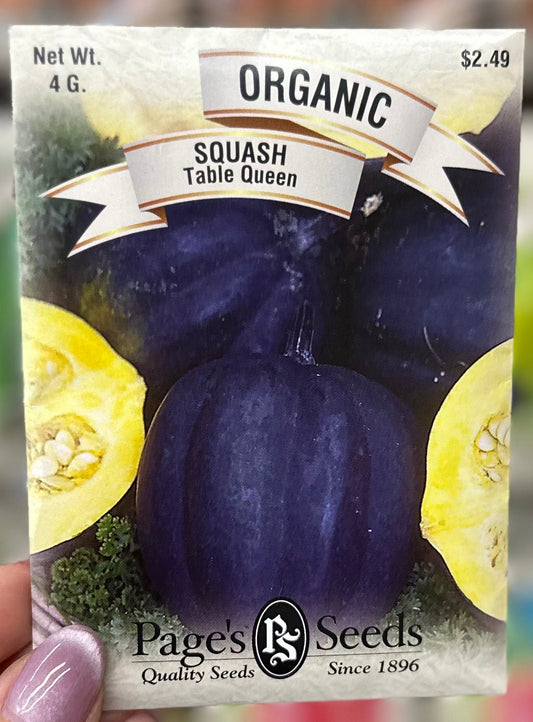 Net Wt.
4 G.
$2.49
ORGANIC
SQUASH
Table Queen
Page's PS Seeds
Quality Seeds Since 1896